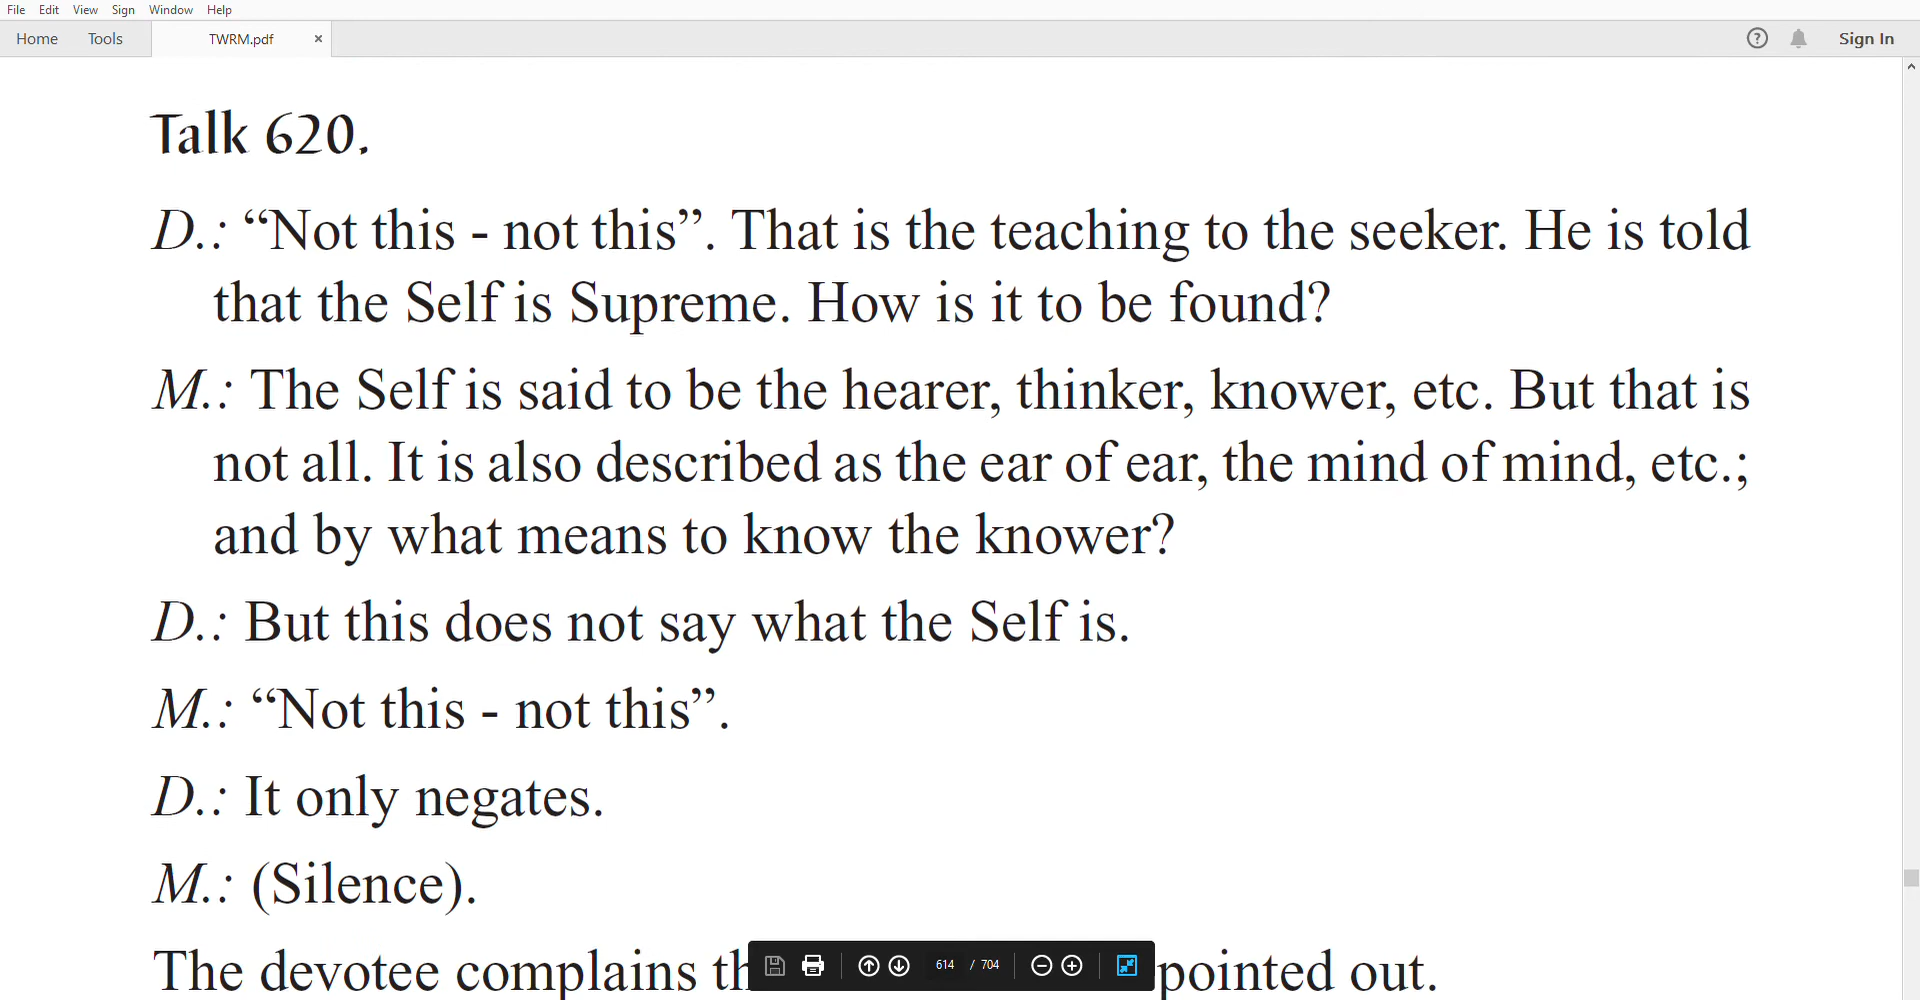 File Edit View Sign Window Help
Home Tools TWRM.pdf × ? Sign In
Talk 620.
D.: “Not this - not this”. That is the teaching to the seeker. He is told
that the Self is Supreme. How is it to be found?
M.: The Self is said to be the hearer, thinker, knower, etc. But that is
not all. It is also described as the ear of ear, the mind of mind, etc.;
and by what means to know the knower?
D.: But this does not say what the Self is.
M.: “Not this - not this”.
D.: It only negates.
M.: (Silence).
The devotee complains pointed out.
614 / 704